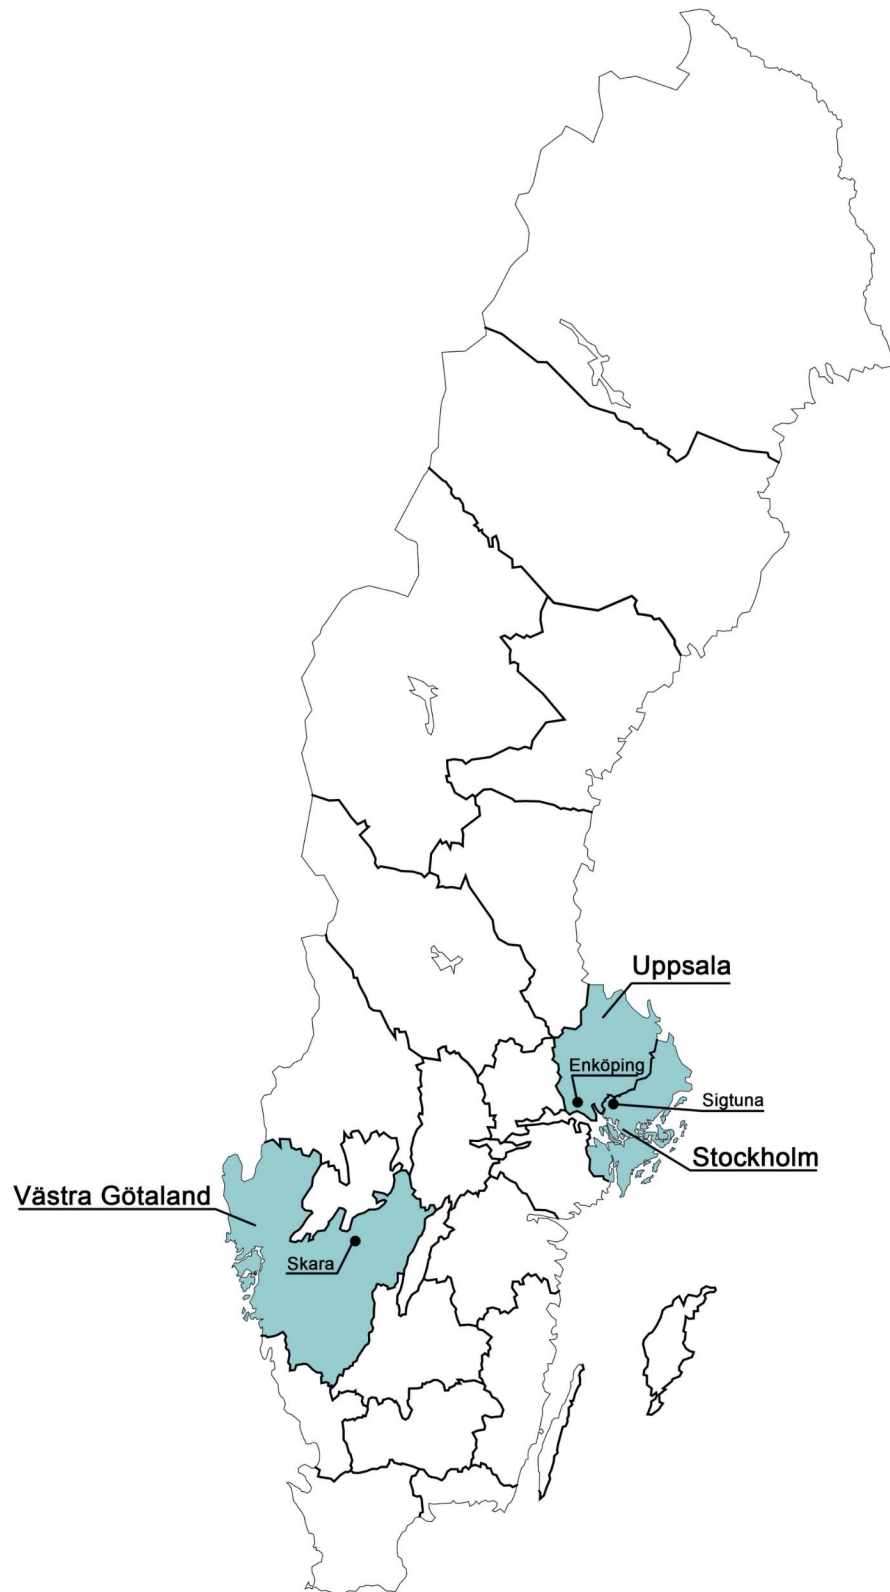 Uppsala
Enköping
Sigtuna
Stockholm
Västra Götaland
Skara